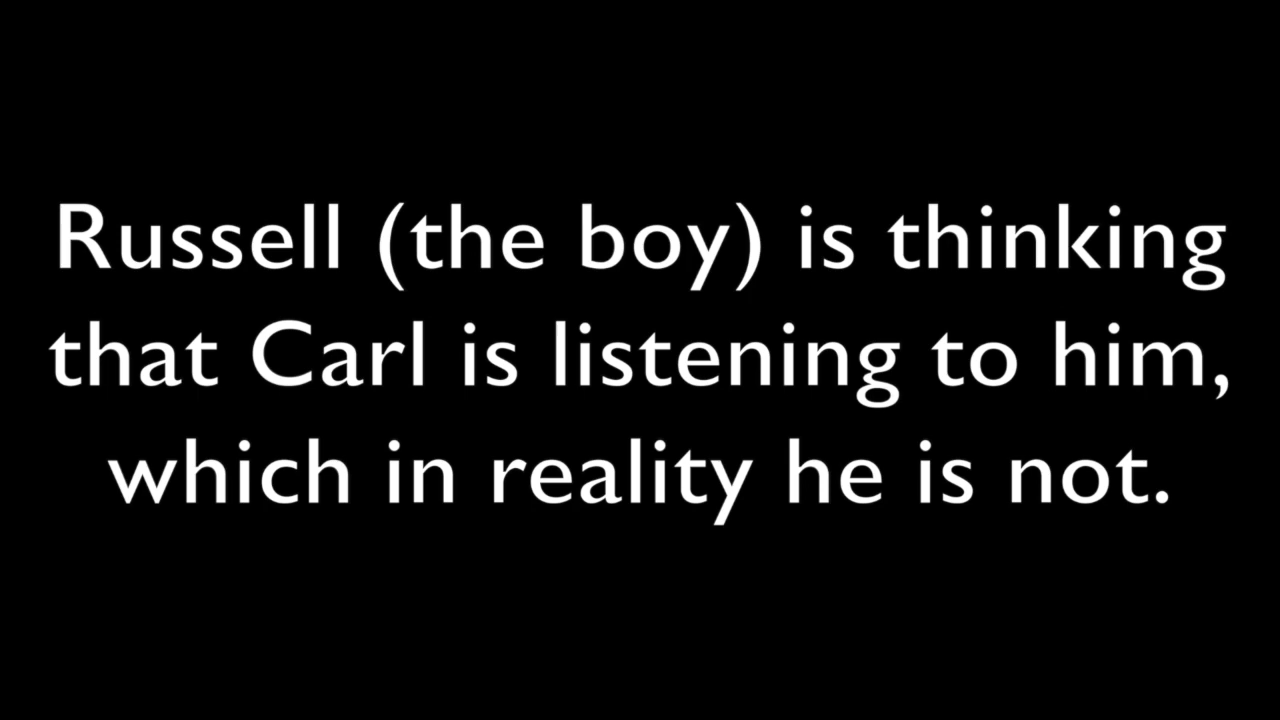 Russell (the boy) is thinking
that Carl is listening to him,
which in reality he is not.